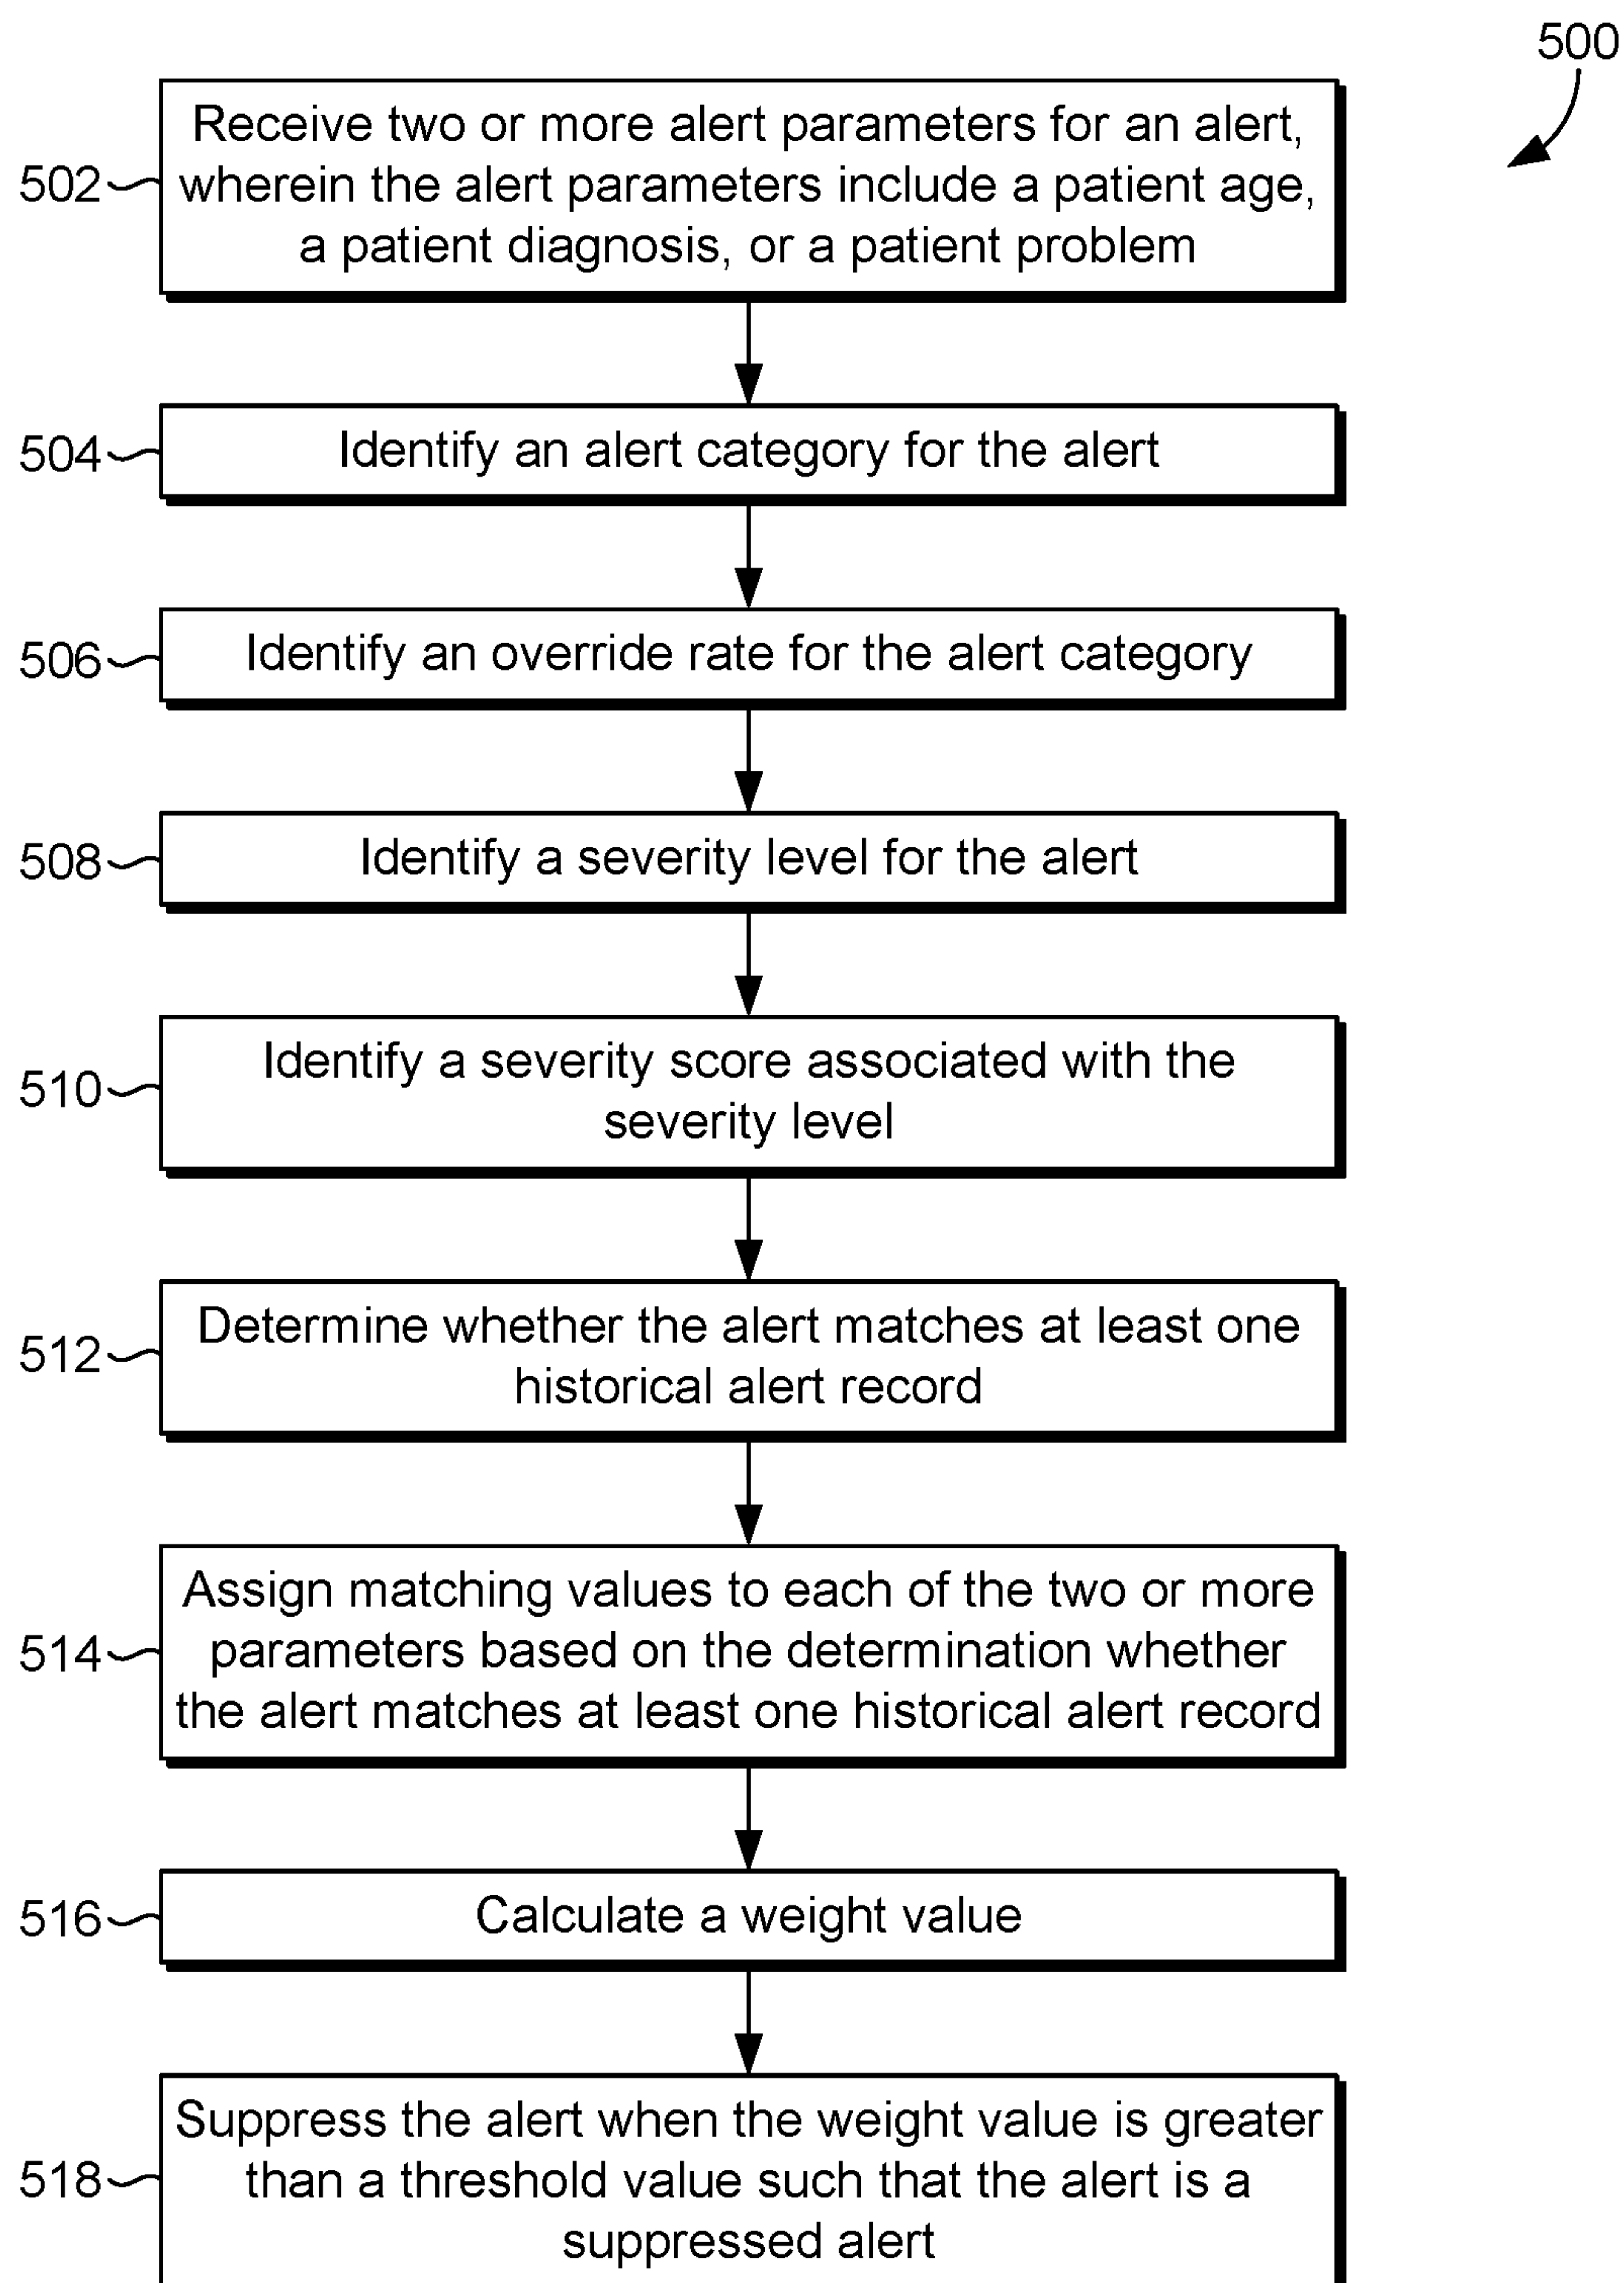 500
Receive two or more alert parameters for an alert,
502 wherein the alert parameters include a patient age,
a patient diagnosis, or a patient problem
504 Identify an alert category for the alert
506 Identify an override rate for the alert category
508 Identify a severity level for the alert
Identify a severity score associated with the
510
severity level
Determine whether the alert matches at least one
512
historical alert record
Assign matching values to each of the two or more
514 parameters based on the determination whether
the alert matches at least one historical alert record
516 Calculate a weight value
Suppress the alert when the weight value is greater
518 than a threshold value such that the alert is a
suppressed alert